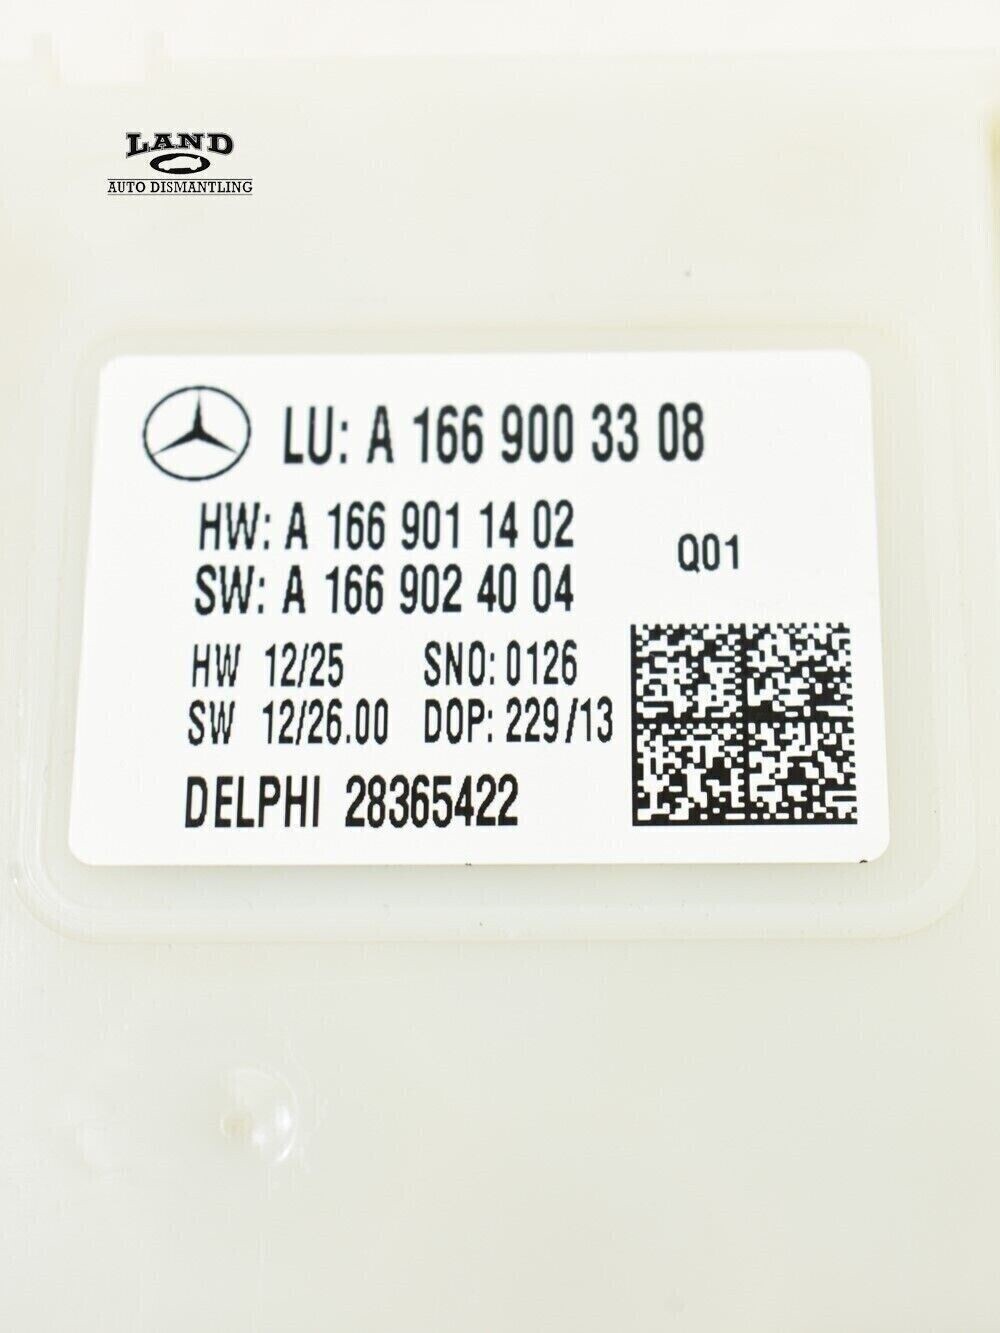 LAND
AUTO DISMANTLING
LU: A 166 900 33 08
HW: A 166 901 14 02
SW: A 166 902 40 04
Q01
HW 12/25 SNO: 0126
SW 12/26.00 DOP: 229/13
DELPHI 28365422